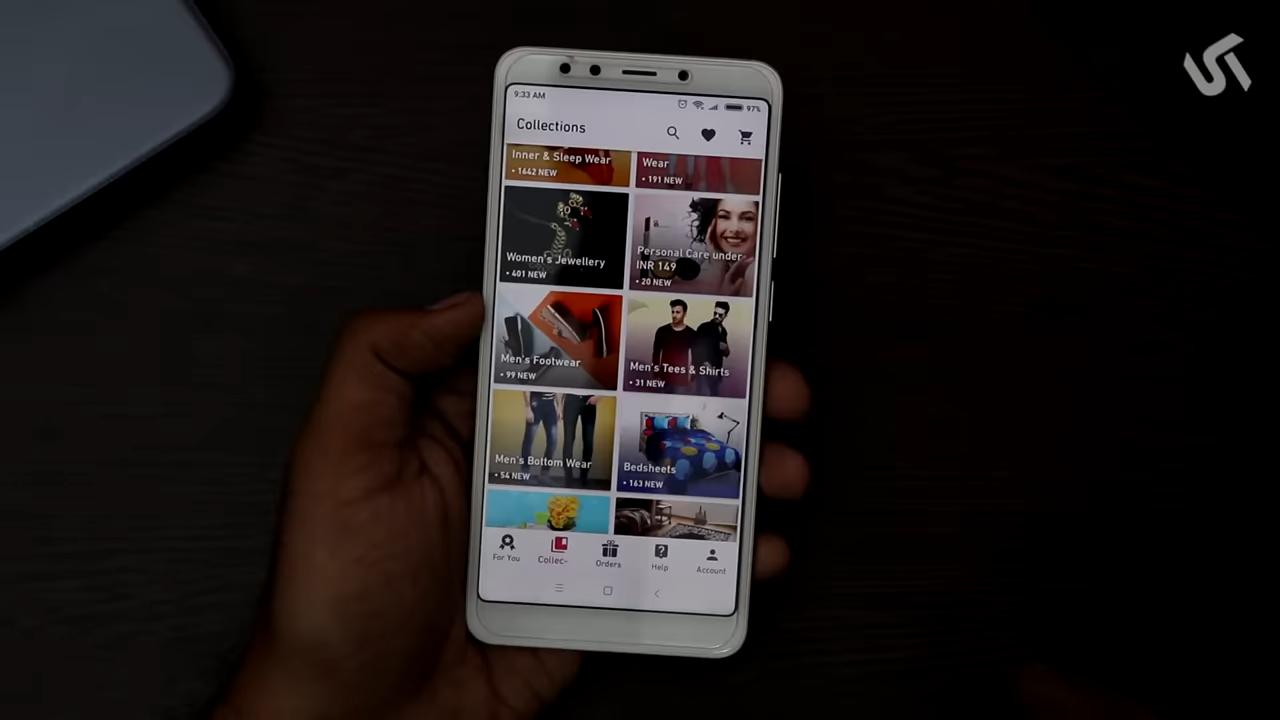 9:33 AM
97%
Collections
Inner & Sleep Wear
• 1642 NEW
Wear
• 191 NEW
Women's Jewellery
• 401 NEW
Personal Care under
INR 149
• 20 NEW
Men's Footwear
• 99 NEW
Men's Tees & Shirts
• 31 NEW
Men's Bottom Wear
• 54 NEW
Bedsheets
• 163 NEW
For You
Collec-
Orders
Help
Account